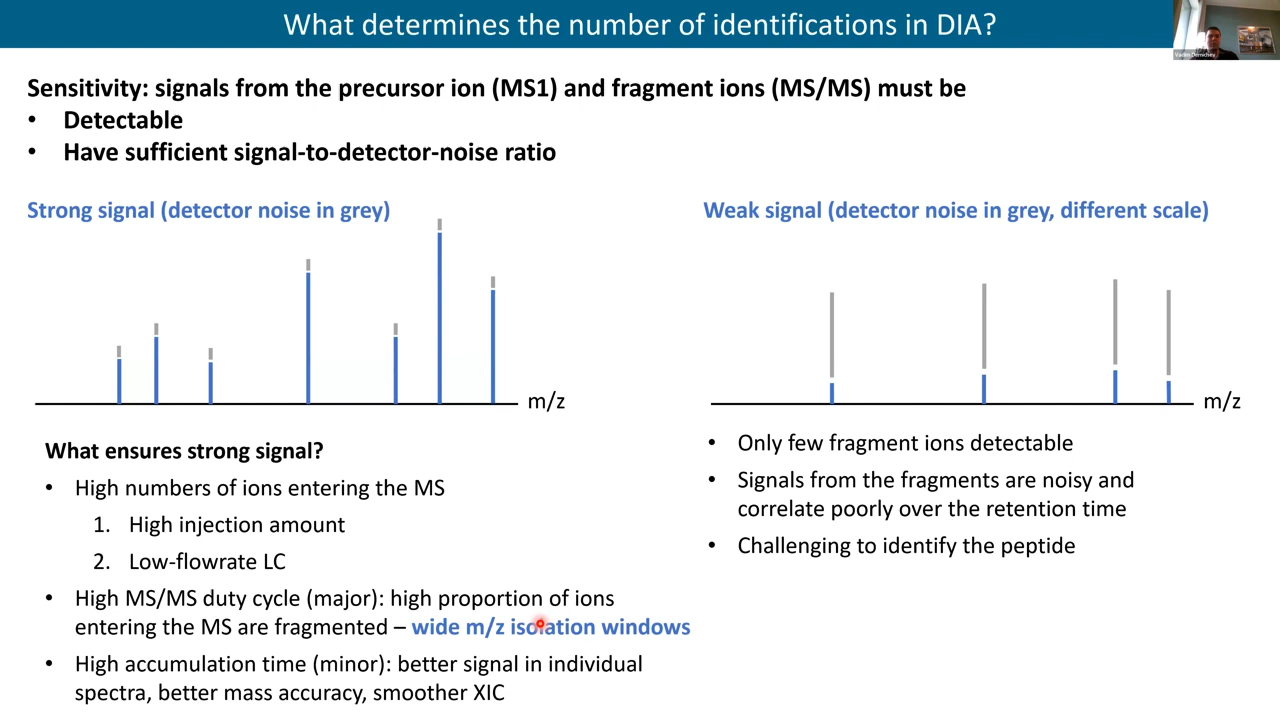 What determines the number of identifications in DIA?
Vadim Demichev
Sensitivity: signals from the precursor ion (MS1) and fragment ions (MS/MS) must be
• Detectable
• Have sufficient signal-to-detector-noise ratio
Strong signal (detector noise in grey)
m/z
What ensures strong signal?
• High numbers of ions entering the MS
1. High injection amount
2. Low-flowrate LC
• High MS/MS duty cycle (major): high proportion of ions
entering the MS are fragmented – wide m/z isolation windows
• High accumulation time (minor): better signal in individual
spectra, better mass accuracy, smoother XIC
Weak signal (detector noise in grey, different scale)
m/z
• Only few fragment ions detectable
• Signals from the fragments are noisy and
correlate poorly over the retention time
• Challenging to identify the peptide